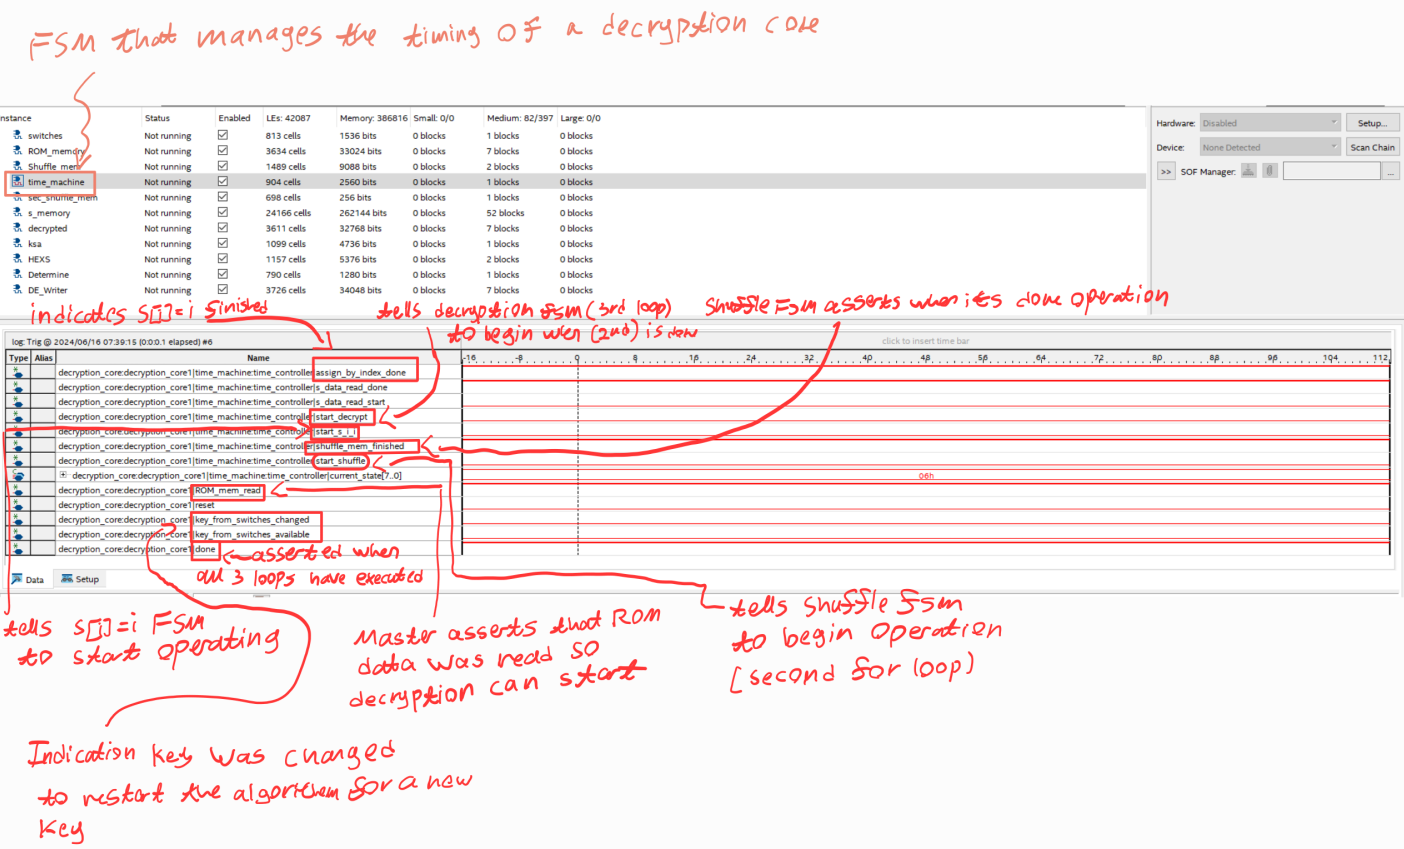 FSM that manages the timing of a decryption core
nstance Status Enabled LEs: 42087 Memory: 386816 Small: 0/0 Medium: 82/397 Large: 0/0
switches Not running 813 cells 1536 bits 0 blocks 1 blocks 0 blocks
ROM_memory Not running 3634 cells 33024 bits 0 blocks 7 blocks 0 blocks
Shuffle_mem Not running 1489 cells 9088 bits 0 blocks 2 blocks 0 blocks
time_machine Not running 904 cells 2560 bits 0 blocks 1 blocks 0 blocks
sec_shuffle_mem Not running 698 cells 256 bits 0 blocks 1 blocks 0 blocks
s_memory Not running 24166 cells 262144 bits 0 blocks 52 blocks 0 blocks
decrypted Not running 3611 cells 32768 bits 0 blocks 7 blocks 0 blocks
ksa Not running 1099 cells 4736 bits 0 blocks 1 blocks 0 blocks
HEXS Not running 1157 cells 5376 bits 0 blocks 2 blocks 0 blocks
Determine Not running 790 cells 1280 bits 0 blocks 1 blocks 0 blocks
DE_Writer Not running 3726 cells 34048 bits 0 blocks 7 blocks 0 blocks
Hardware: Disabled Setup...
Device: None Detected Scan Chain
>> SOF Manager: ...
indicates S[i]=i finished
tells decryption fsm (3rd loop)
to begin when (2nd) is done
Shuffle FSM asserts when its done operation
log: Trig @ 2024/06/16 07:39:15 (0:0:0.1 elapsed) #6
click to insert time bar
Type Alias Name -16 -8 0 8 16 24 32 40 48 56 64 72 80 88 96 104 112
decryption_core:decryption_core1|time_machine:time_controller|assign_by_index_done
decryption_core:decryption_core1|time_machine:time_controller|s_data_read_done
decryption_core:decryption_core1|time_machine:time_controller|s_data_read_start
decryption_core:decryption_core1|time_machine:time_controller|start_decrypt
decryption_core:decryption_core1|time_machine:time_controller|start_s_i_i
decryption_core:decryption_core1|time_machine:time_controller|shuffle_mem_finished
decryption_core:decryption_core1|time_machine:time_controller|start_shuffle
decryption_core:decryption_core1|time_machine:time_controller|current_state[7..0] 06h
decryption_core:decryption_core1|ROM_mem_read
decryption_core:decryption_core1|reset
decryption_core:decryption_core1|key_from_switches_changed
decryption_core:decryption_core1|key_from_switches_available
decryption_core:decryption_core1|done
asserted when
all 3 loops have executed
Data Setup
tells S[i]=i FSM
to start operating
Master asserts that ROM
data was read so
decryption can start
tells shuffle fsm
to begin operation
[second for loop)
Indication key was changed
to restart the algorithm for a new
key